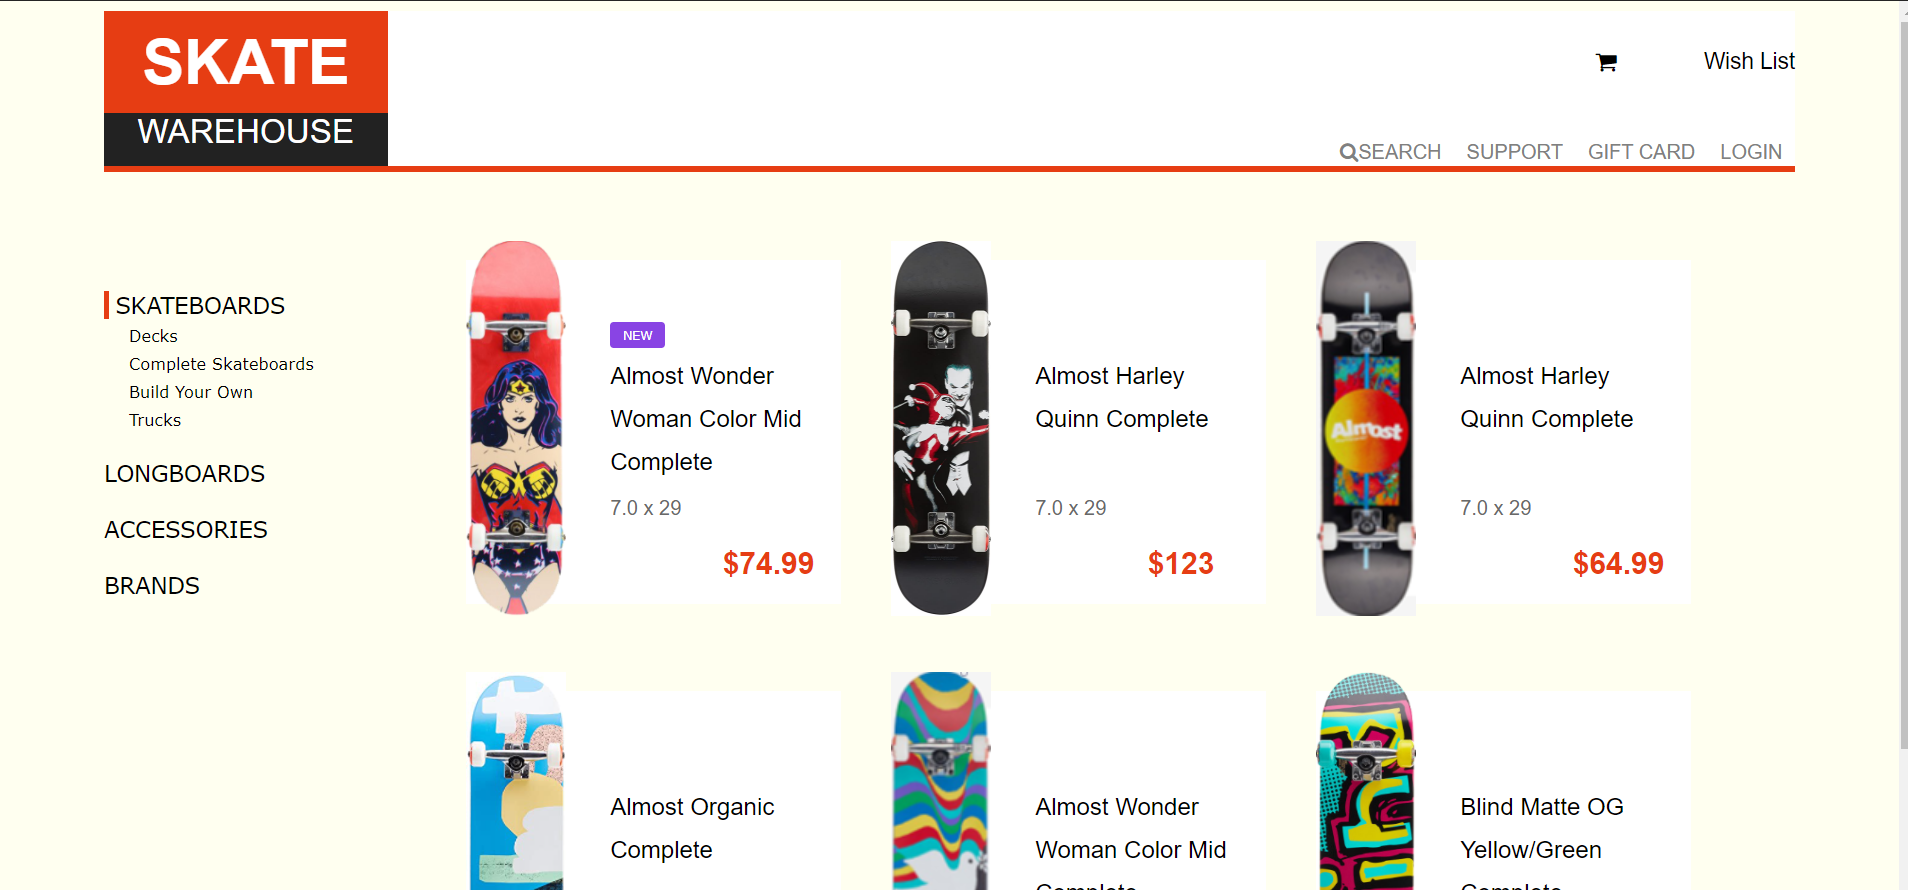 SKATE
WAREHOUSE
Wish List
SEARCH SUPPORT GIFT CARD LOGIN
SKATEBOARDS
Decks
Complete Skateboards
Build Your Own
Trucks
LONGBOARDS
ACCESSORIES
BRANDS
NEW
Almost Wonder
Woman Color Mid
Complete
7.0 x 29
$74.99
Almost Harley
Quinn Complete
7.0 x 29
$123
Almost
Almost Harley
Quinn Complete
7.0 x 29
$64.99
Almost Organic
Complete
Almost Wonder
Woman Color Mid
Complete
Blind Matte OG
Yellow/Green
Complete